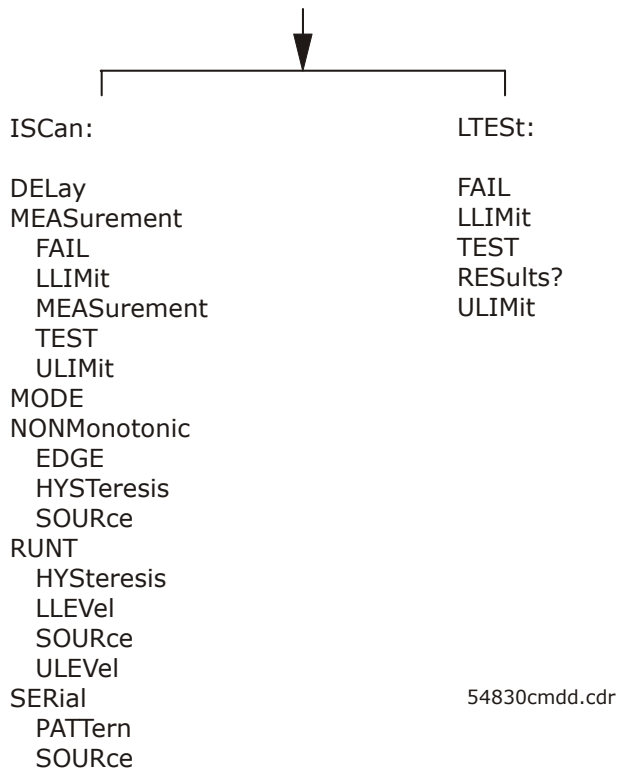 ISCan:
DELay
MEASurement
FAIL
LLIMit
MEASurement
TEST
ULIMit
MODE
NONMonotonic
EDGE
HYSTeresis
SOURce
RUNT
HYSteresis
LLEVel
SOURce
ULEVel
SERial
PATTern
SOURce
LTESt:
FAIL
LLIMit
TEST
RESults?
ULIMit
54830cmdd.cdr